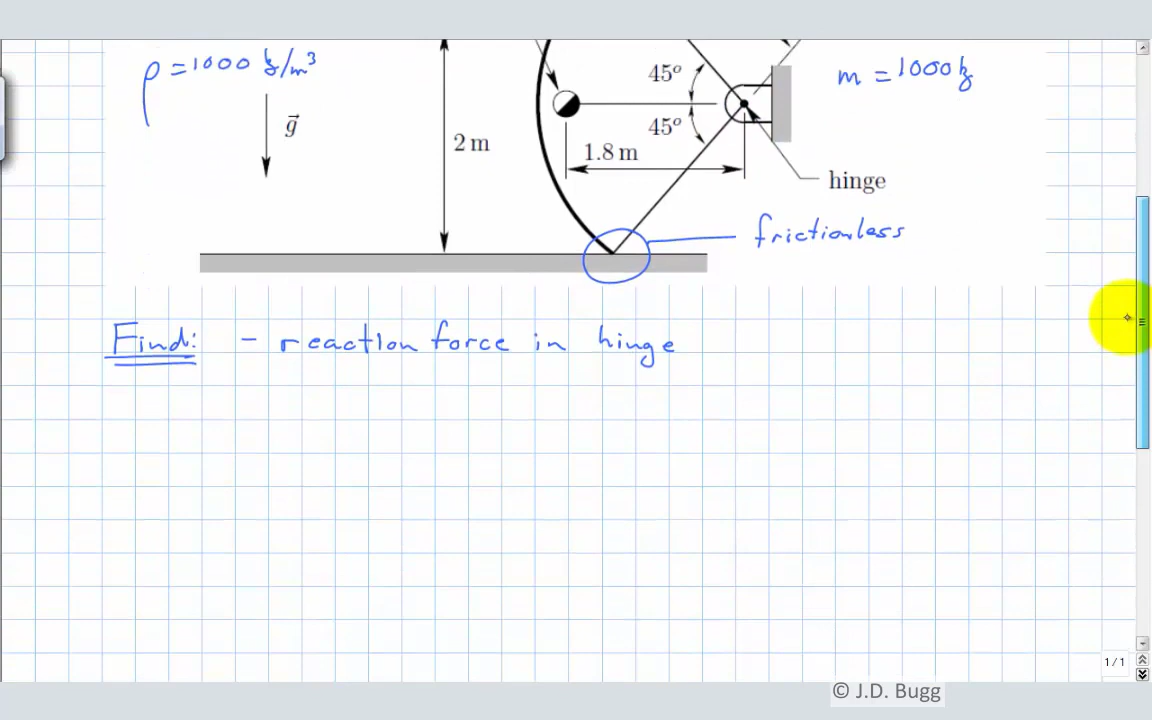 ρ = 1000 kg/m³
45°
m = 1000 kg
g⃗
45°
2 m
1.8 m
hinge
frictionless
Find: - reaction force in hinge
1/1
© J.D. Bugg